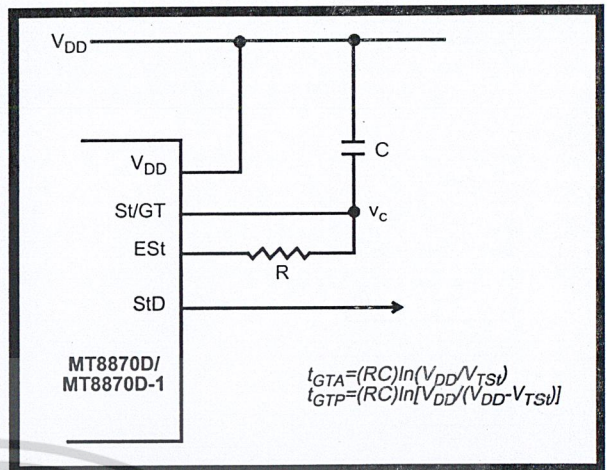 VDD
C
VDD
St/GT
vc
ESt
R
StD
MT8870D/
MT8870D-1
tGTA=(RC)ln(VDD/VTSt)
tGTP=(RC)ln[VDD/(VDD-VTSt)]